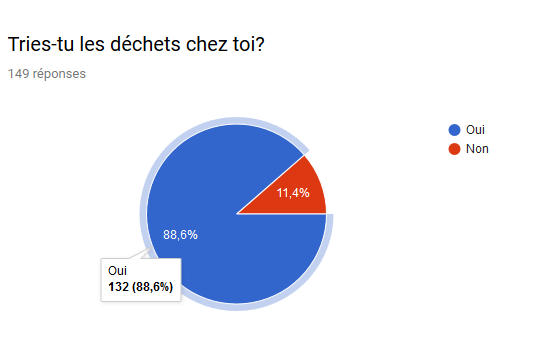 Tries-tu les déchets chez toi?
149 réponses
Oui
Non
11,4%
88,6%
Oui
132 (88,6%)